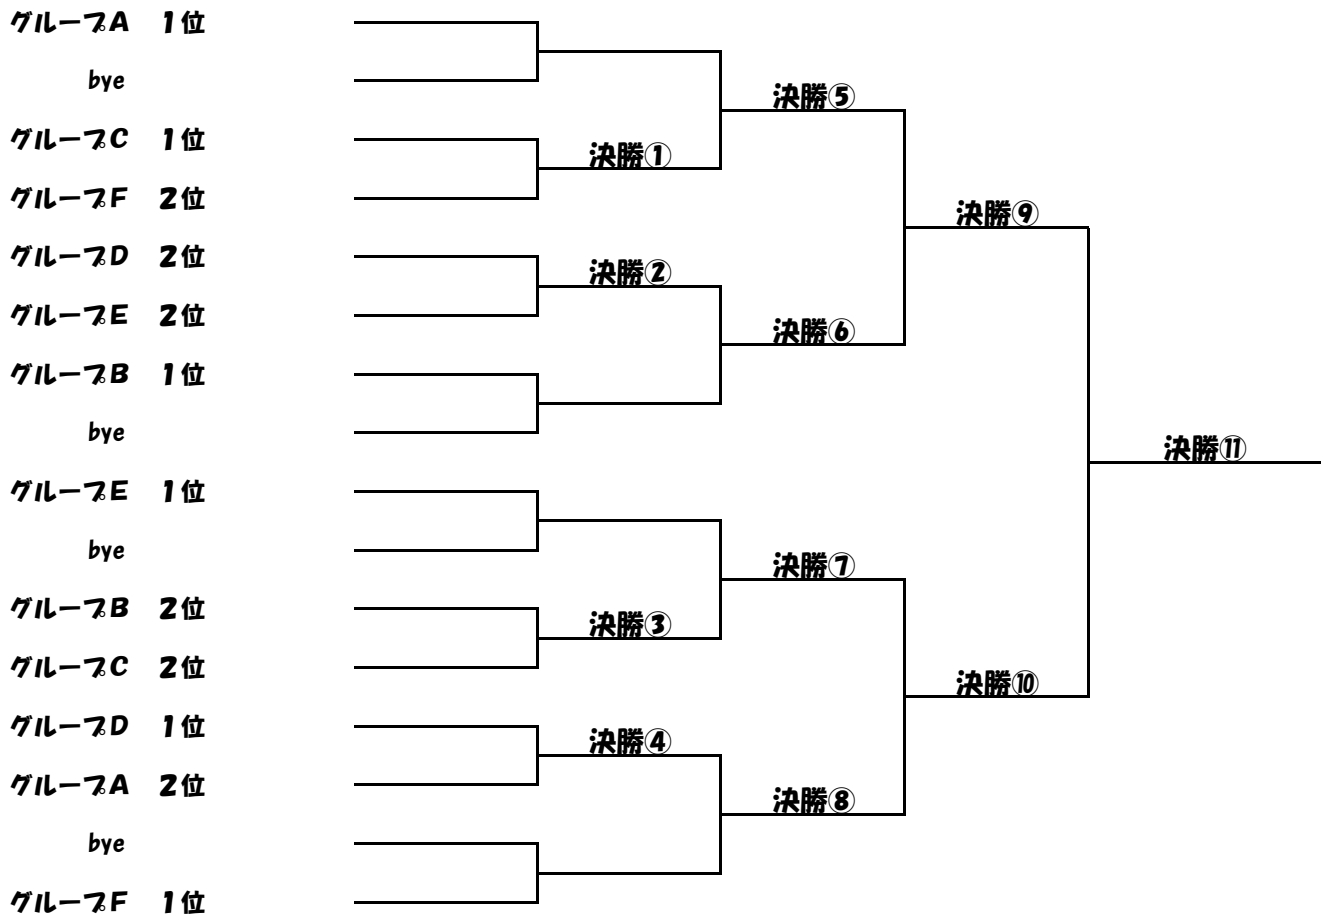 グループA 1位
bye
決勝⑤
グループC 1位
決勝①
グループF 2位
決勝⑨
グループD 2位
決勝②
グループE 2位
決勝⑥
グループB 1位
bye
決勝⑪
グループE 1位
bye
決勝⑦
グループB 2位
決勝③
グループC 2位
決勝⑩
グループD 1位
決勝④
グループA 2位
決勝⑧
bye
グループF 1位